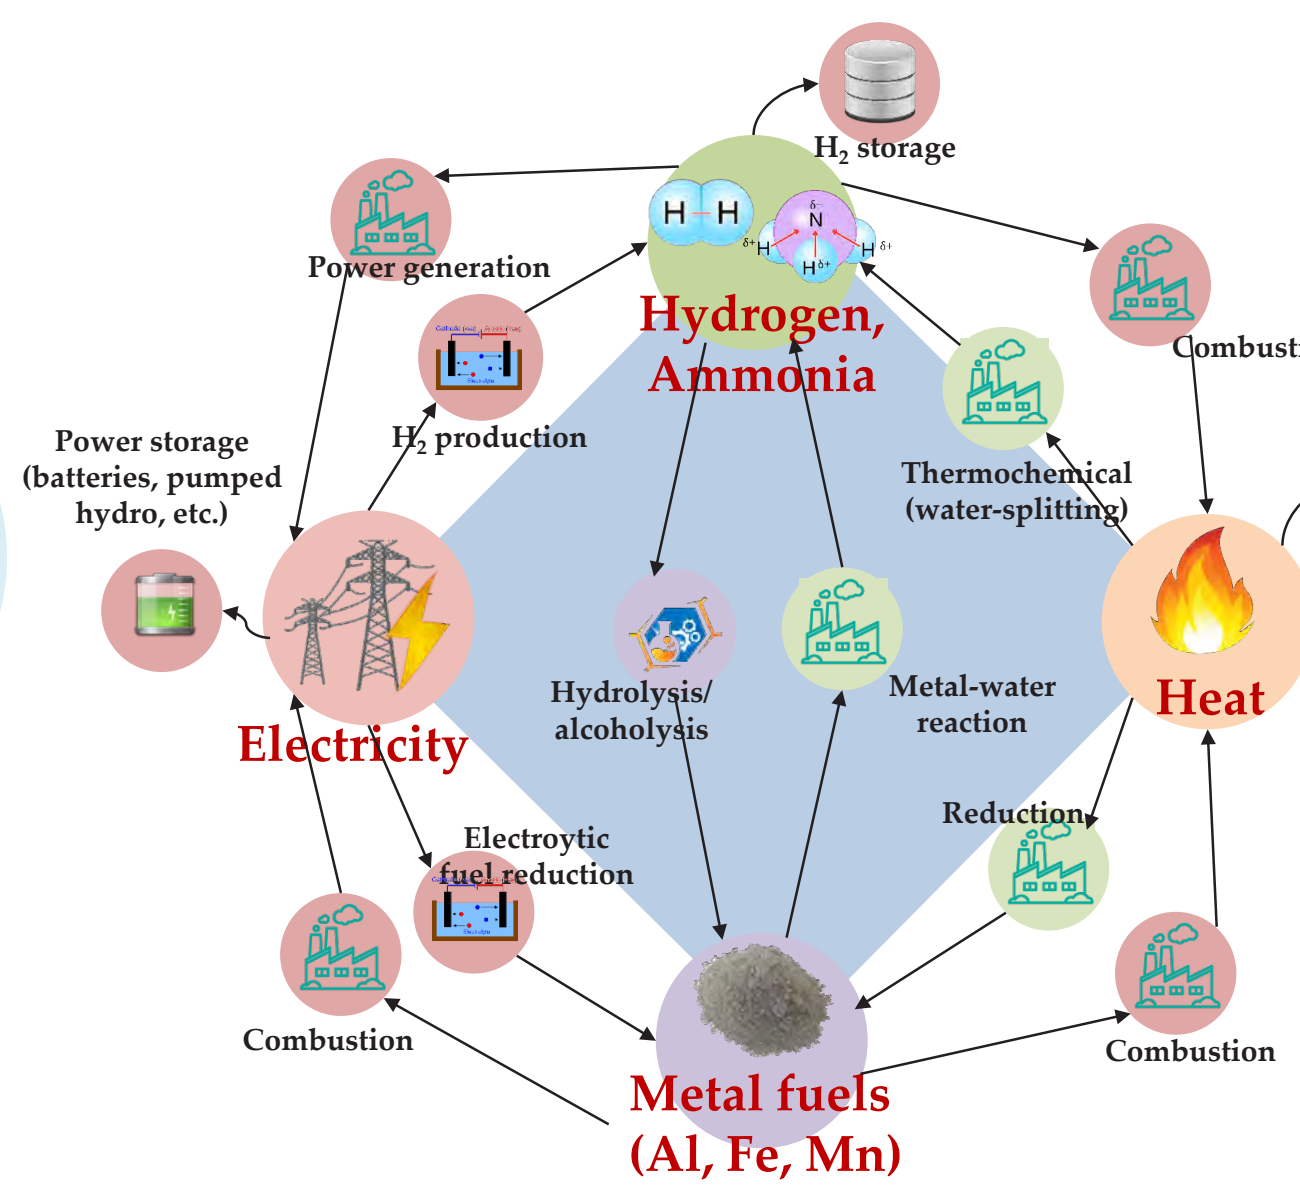 H₂ storage
H H
δ−
N
δ+ H H δ+
H δ+
Power generation
Hydrogen,
Ammonia
Combusti
H₂ production
Power storage
(batteries, pumped
hydro, etc.)
Thermochemical
(water-splitting)
Hydrolysis/
alcoholysis
Metal-water
reaction
Heat
Electricity
Reduction
Electroytic
fuel reduction
Combustion
Combustion
Metal fuels
(Al, Fe, Mn)